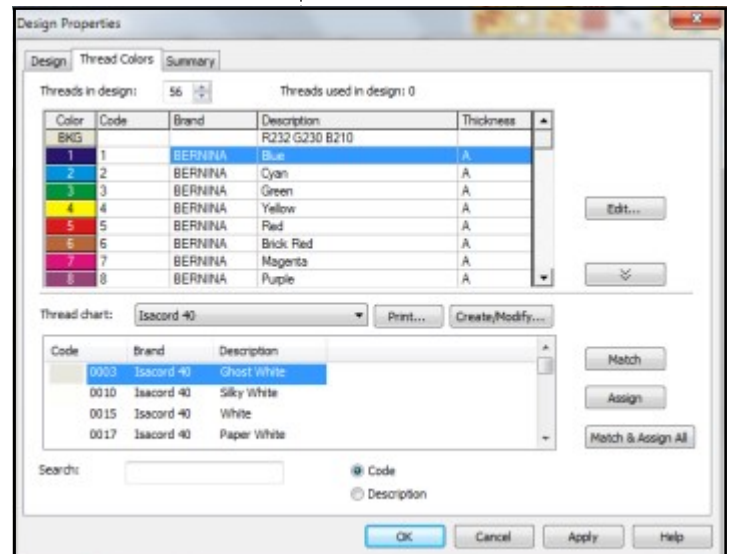 Design Properties
Design Thread Colors Summary
Threads in design: 56 Threads used in design: 0
Color Code Brand Description Thickness
BKG R232 G230 B210
1 1 BERNINA Blue A
2 2 BERNINA Cyan A
3 3 BERNINA Green A
4 4 BERNINA Yellow A
5 5 BERNINA Red A
6 6 BERNINA Brick Red A
7 7 BERNINA Magenta A
8 8 BERNINA Purple A
Edit...
Thread chart: Isacord 40 Print... Create/Modify...
Code Brand Description
0003 Isacord 40 Ghost White
0010 Isacord 40 Silky White
0015 Isacord 40 White
0017 Isacord 40 Paper White
Match
Assign
Match & Assign All
Search: Code
Description
OK Cancel Apply Help